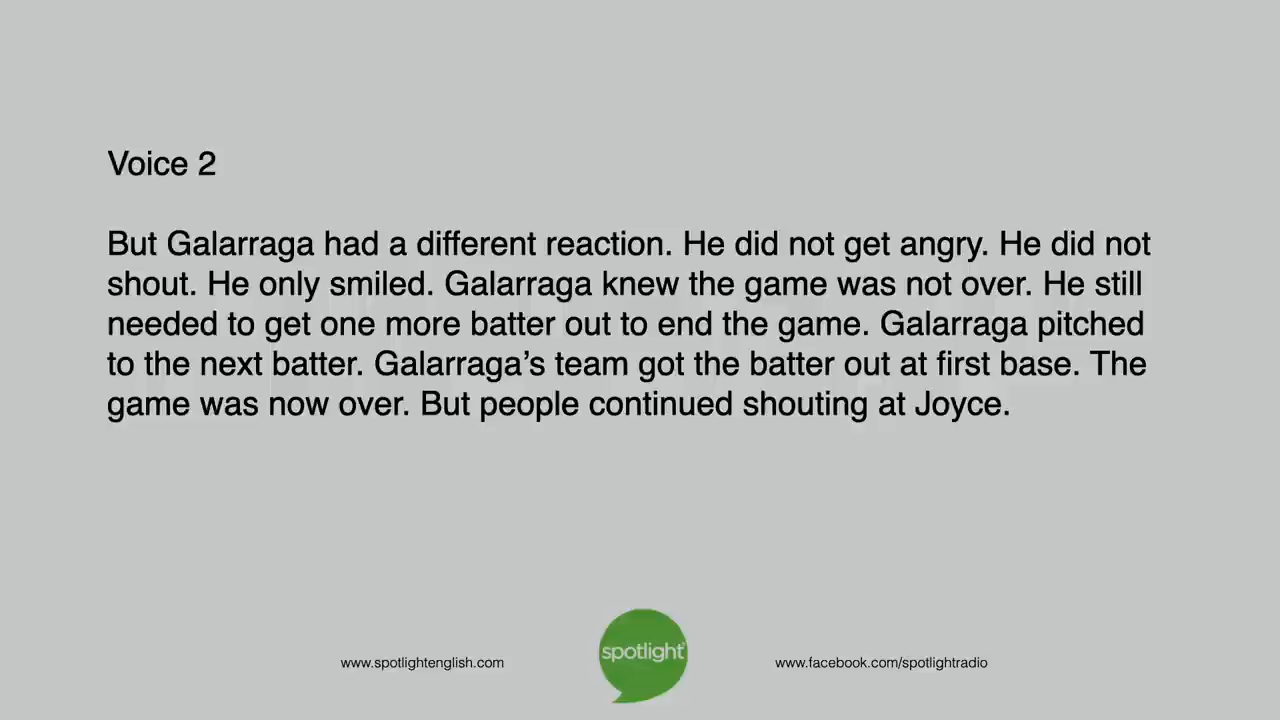 Voice 2
But Galarraga had a different reaction. He did not get angry. He did not
shout. He only smiled. Galarraga knew the game was not over. He still
needed to get one more batter out to end the game. Galarraga pitched
to the next batter. Galarraga’s team got the batter out at first base. The
game was now over. But people continued shouting at Joyce.
www.spotlightenglish.com
spotlight
www.facebook.com/spotlightradio